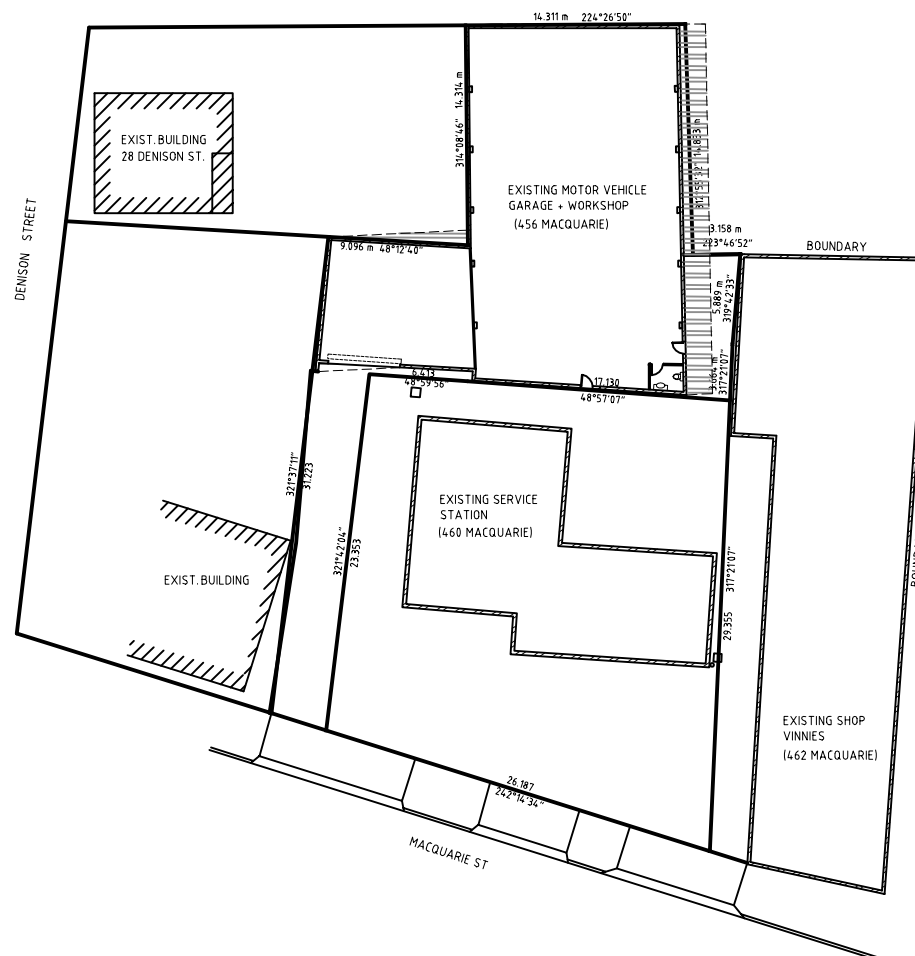 14.311 m 224°26'50"
14.314 m
314°08'46"
EXIST. BUILDING
28 DENISON ST.
DENISON STREET
EXISTING MOTOR VEHICLE
GARAGE + WORKSHOP
(456 MACQUARIE)
14.833 m
3.158 m
223°46'52"
BOUNDARY
9.096 m 48°12'40"
5.889 m
319°42'33"
317°21'07"
6.413
48°59'56"
17.130
48°57'07"
321°37'11"
31.223
EXISTING SERVICE
STATION
(460 MACQUARIE)
321°42'04"
23.353
317°21'07"
29.355
EXIST. BUILDING
EXISTING SHOP
VINNIES
(462 MACQUARIE)
26.187
242°14'34"
MACQUARIE ST